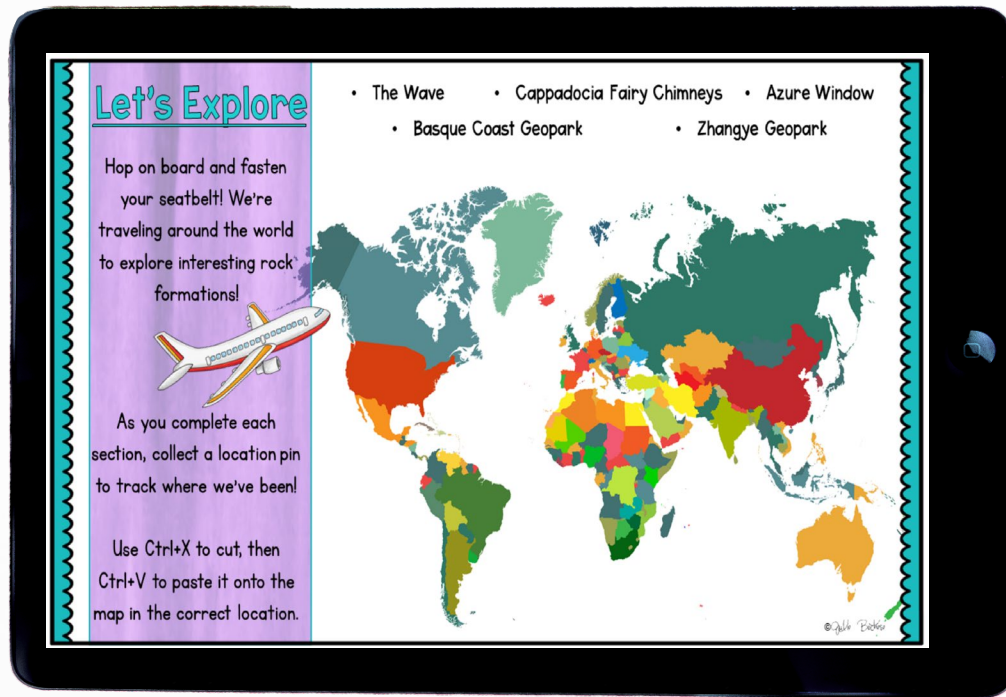 Let's Explore
Hop on board and fasten
your seatbelt! We're
traveling around the world
to explore interesting rock
formations!
As you complete each
section, collect a location pin
to track where we've been!
Use Ctrl+X to cut, then
Ctrl+V to paste it onto the
map in the correct location.
• The Wave • Cappadocia Fairy Chimneys • Azure Window
• Basque Coast Geopark • Zhangye Geopark